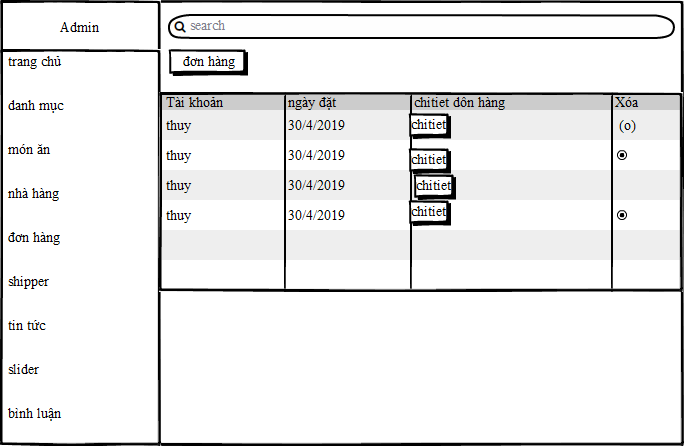 Admin
search
trang chủ
đơn hàng
danh mục
món ăn
nhà hàng
đơn hàng
shipper
tin tức
slider
bình luận
Tài khoản ngày đặt chitiet dôn hàng Xóa
thuy 30/4/2019 chitiet (o)
thuy 30/4/2019 chitiet
thuy 30/4/2019 chitiet
thuy 30/4/2019 chitiet